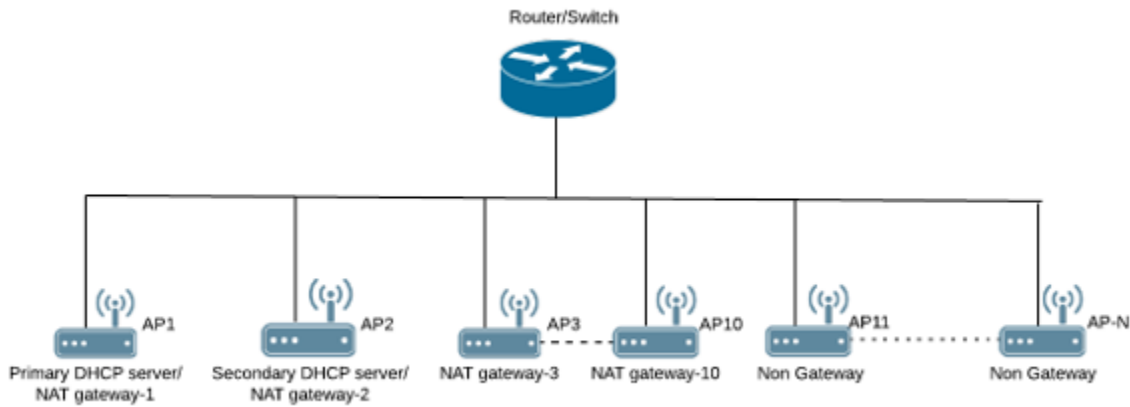 Router/Switch
AP1
AP2
AP3
AP10
AP11
AP-N
Primary DHCP server/
NAT gateway-1
Secondary DHCP server/
NAT gateway-2
NAT gateway-3
NAT gateway-10
Non Gateway
Non Gateway